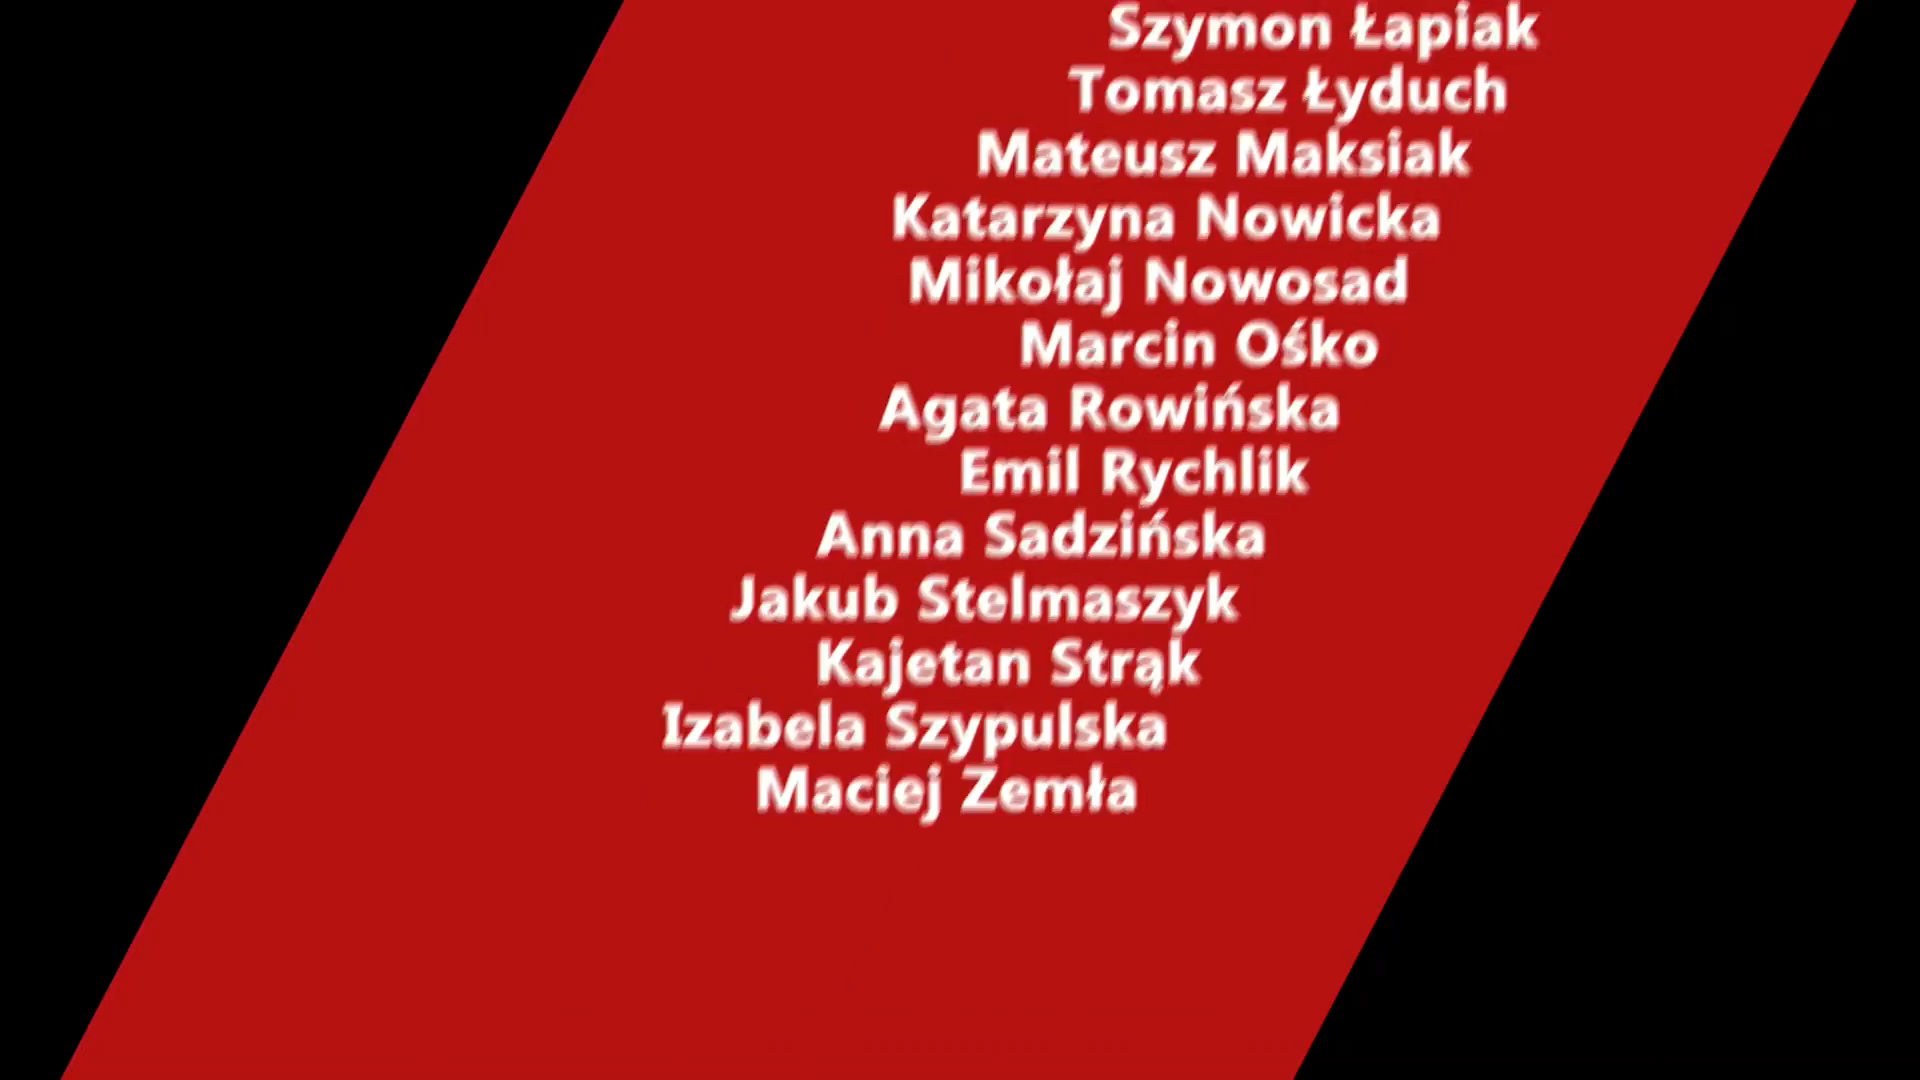 Szymon Łapiak
Tomasz Łyduch
Mateusz Maksiak
Katarzyna Nowicka
Mikołaj Nowosad
Marcin Ośko
Agata Rowińska
Emil Rychlik
Anna Sadzińska
Jakub Stelmaszyk
Kajetan Strąk
Izabela Szypulska
Maciej Zemła